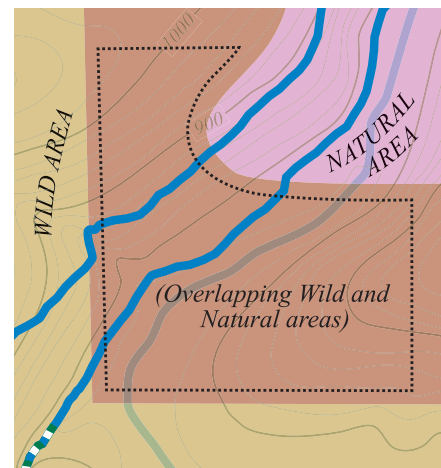 1000
900
WILD AREA
NATURAL
AREA
(Overlapping Wild and
Natural areas)